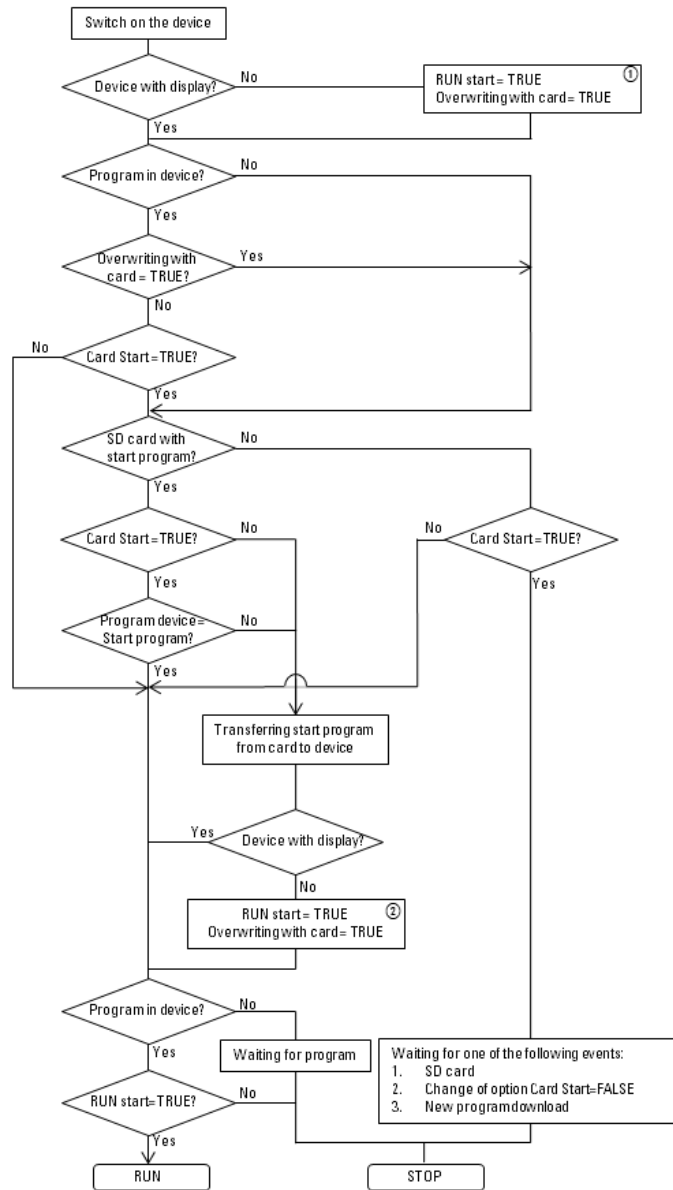 Switch on the device
Device with display?
No
RUN start= TRUE
①
Overwriting with card= TRUE
Yes
Program in device?
No
Yes
Overwriting with
card = TRUE?
Yes
No
No
Card Start=TRUE?
Yes
SD card with
start program?
No
Yes
Card Start=TRUE?
No
No
Card Start=TRUE?
Yes
Yes
Program device=
Start program?
No
Yes
Transferring start program
from card to device
Yes
Device with display?
No
RUN start= TRUE
②
Overwriting with card= TRUE
Program in device?
No
Yes
Waiting for program
Waiting for one of the following events:
1. SD card
2. Change of option Card Start=FALSE
3. New programdownload
RUN start=TRUE?
No
Yes
RUN
STOP